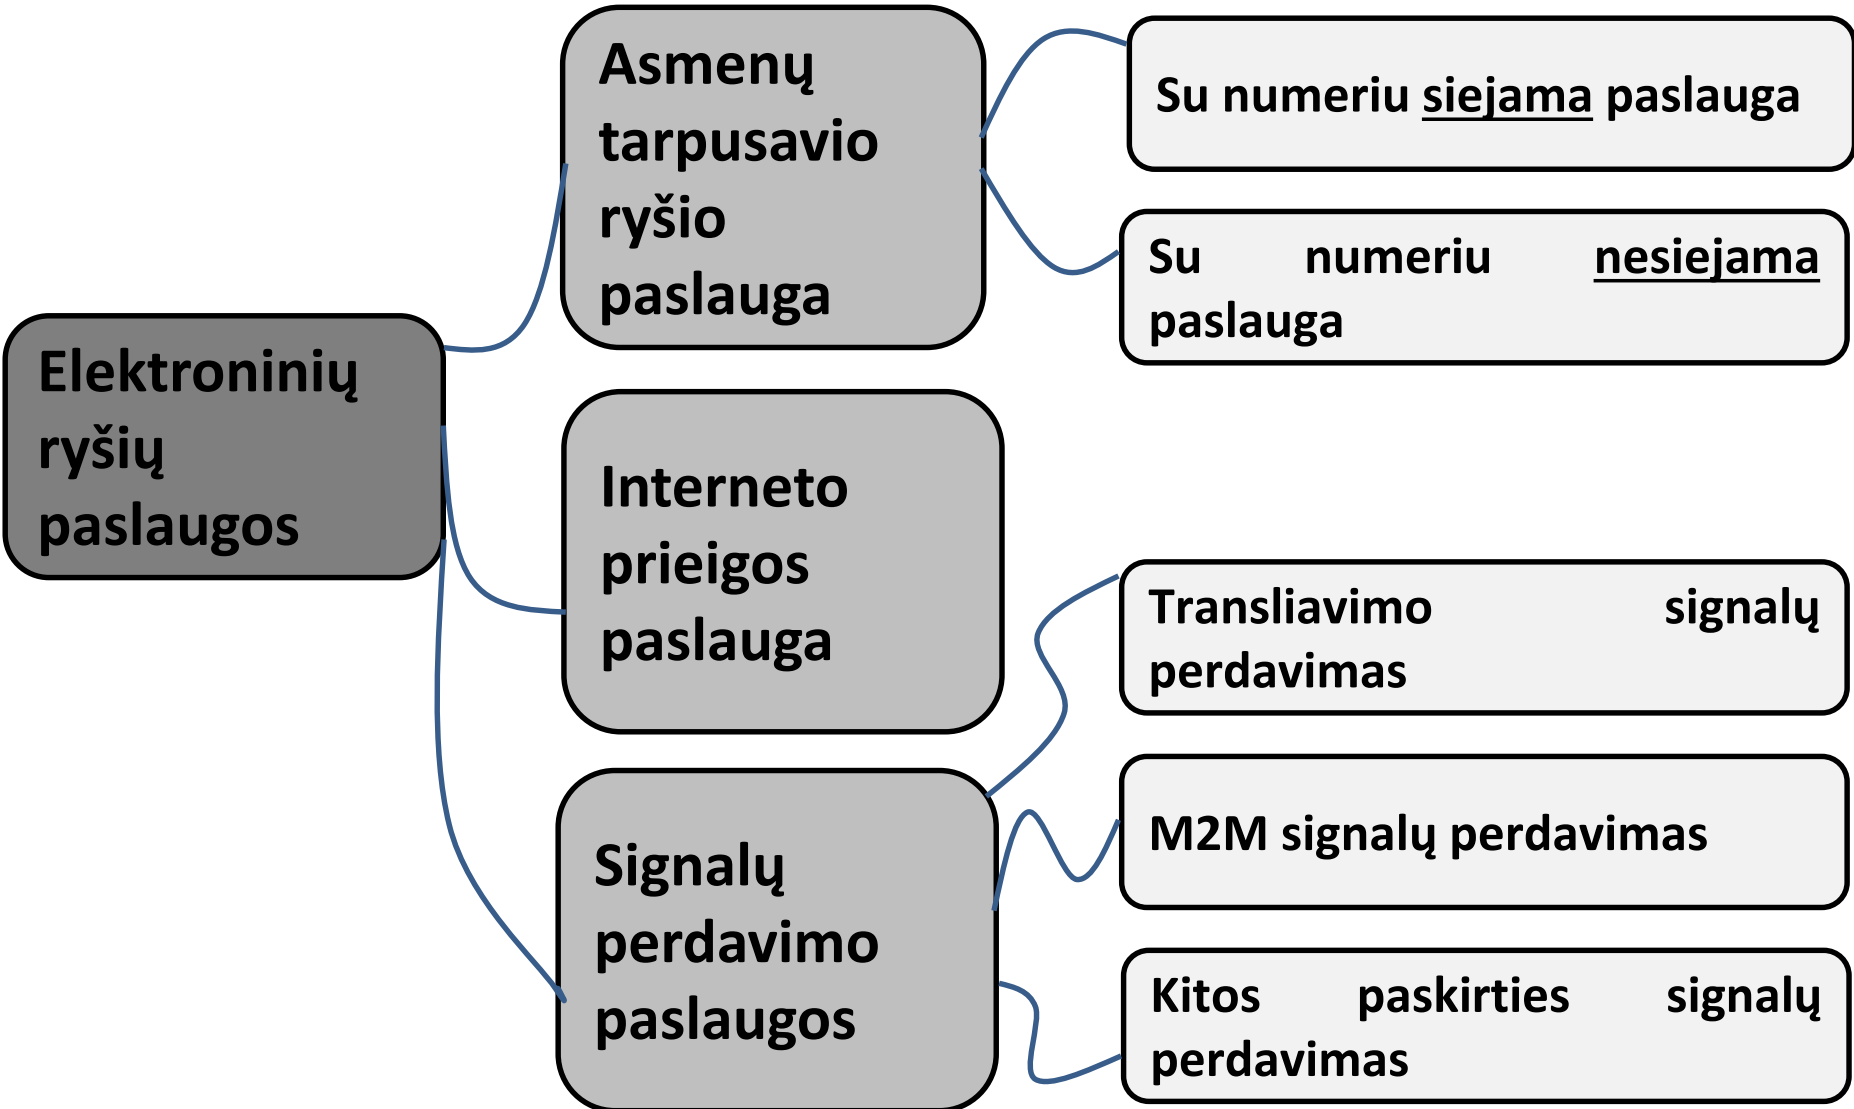 Elektroninių
ryšių
paslaugos
Asmenų
tarpusavio
ryšio
paslauga
Su numeriu siejama paslauga
Su numeriu nesiejama
paslauga
Interneto
prieigos
paslauga
Signalų
perdavimo
paslaugos
Transliavimo signalų
perdavimas
M2M signalų perdavimas
Kitos paskirties signalų
perdavimas